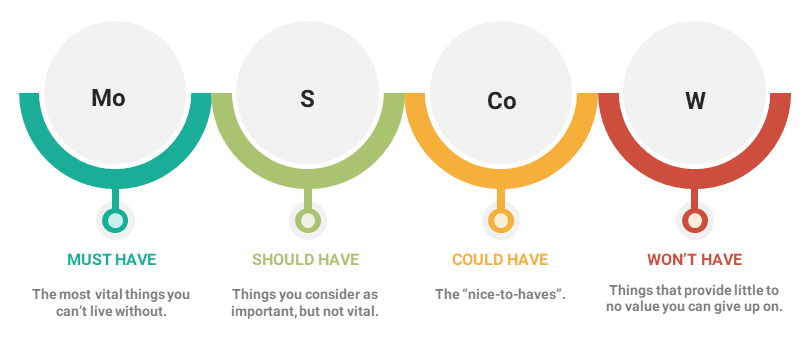 Mo
S
Co
W
MUST HAVE
SHOULD HAVE
COULD HAVE
WON’T HAVE
The most vital things you
can’t live without.
Things you consider as
important, but not vital.
The “nice-to-haves”.
Things that provide little to
no value you can give up on.